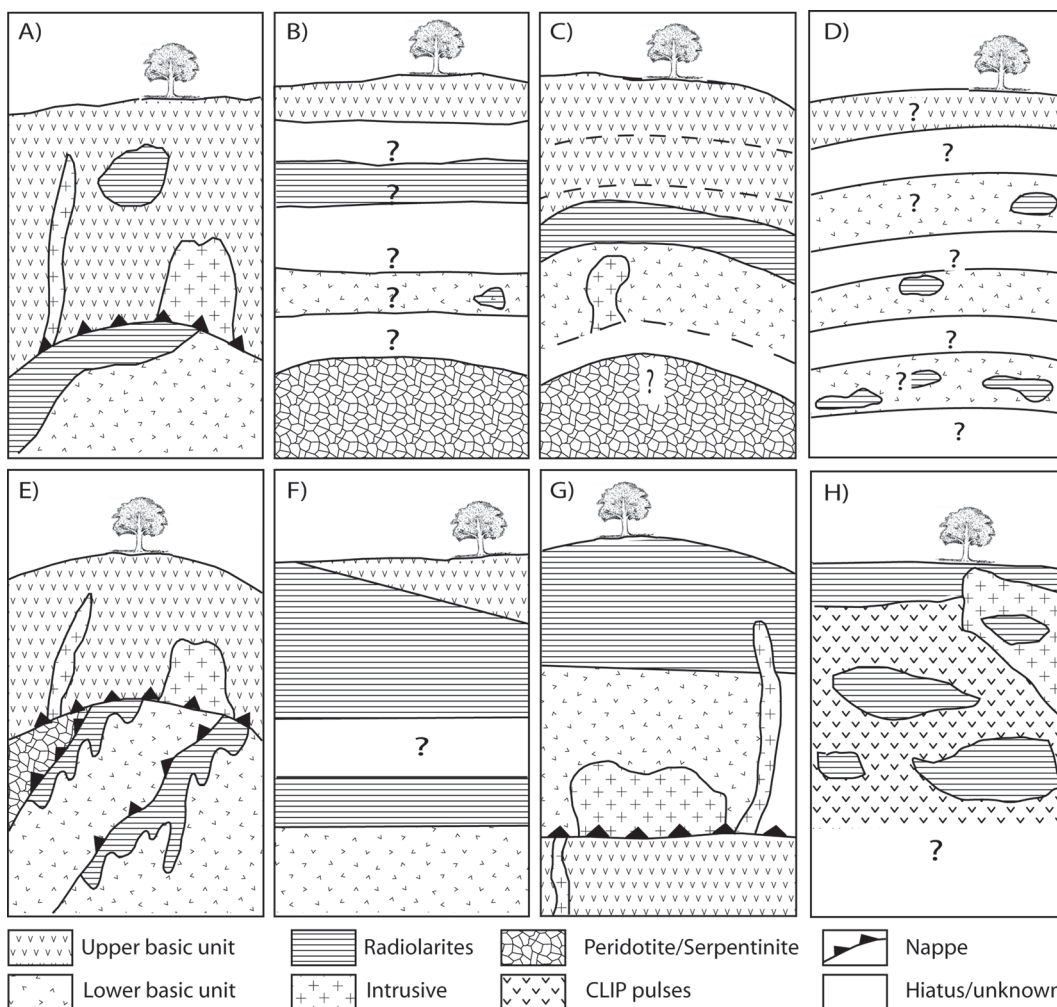 A)
B)
C)
D)
?
?
?
?
?
?
?
?
?
?
?
?
?
E)
F)
G)
H)
?
?
Upper basic unit
Radiolarites
Peridotite/Serpentinite
Nappe
Lower basic unit
Intrusive
CLIP pulses
Hiatus/unknown